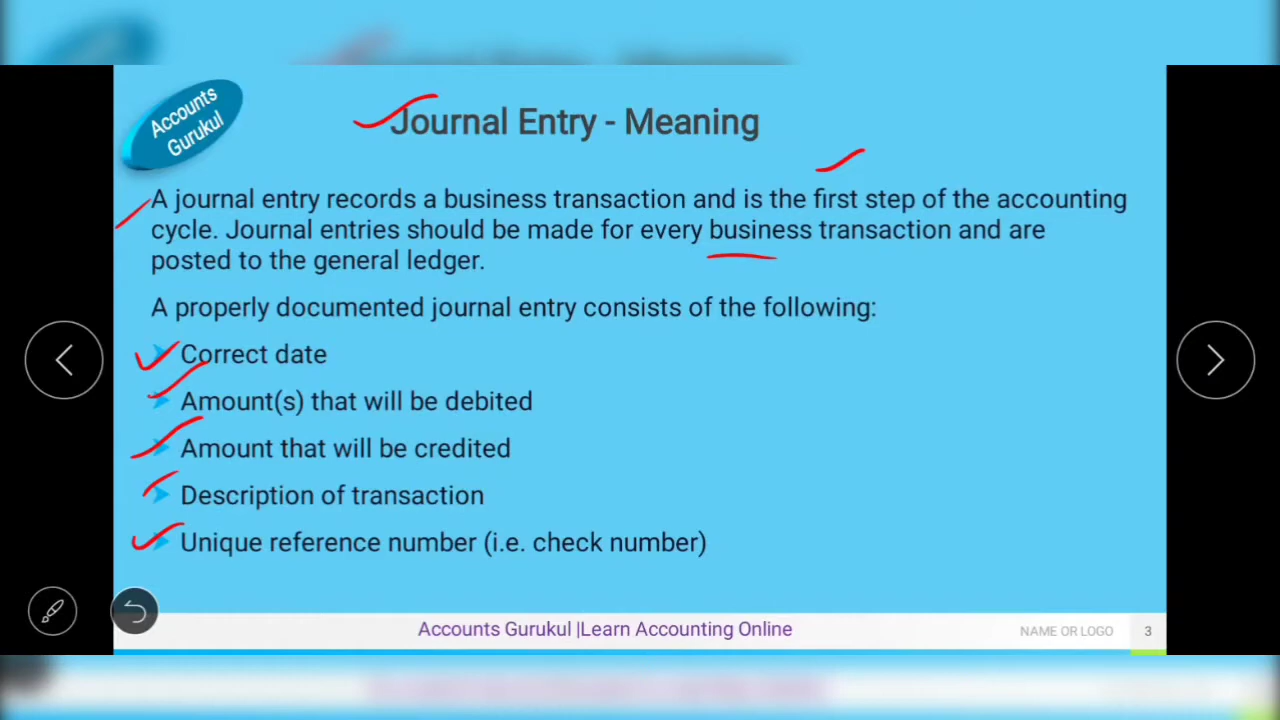 Accounts
Gurukul
Journal Entry - Meaning
A journal entry records a business transaction and is the first step of the accounting
cycle. Journal entries should be made for every business transaction and are
posted to the general ledger.
A properly documented journal entry consists of the following:
Correct date
Amount(s) that will be debited
Amount that will be credited
Description of transaction
Unique reference number (i.e. check number)
Accounts Gurukul |Learn Accounting Online
NAME OR LOGO
3